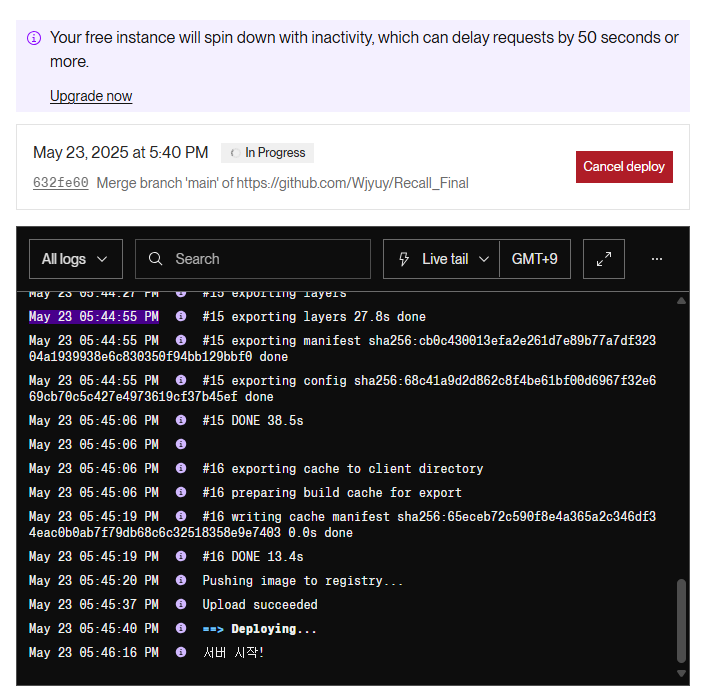 Your free instance will spin down with inactivity, which can delay requests by 50 seconds or
more.
Upgrade now
May 23, 2025 at 5:40 PM In Progress
Cancel deploy
632fe60 Merge branch 'main' of https://github.com/Wjyuy/Recall_Final
All logs Search Live tail GMT+9 ...
May 23 05:44:27 PM #15 exporting layers
May 23 05:44:55 PM #15 exporting layers 27.8s done
May 23 05:44:55 PM #15 exporting manifest sha256:cb0c430013efa2e261d7e89b77a7df323
04a1939938e6c830350f94bb129bbf0 done
May 23 05:44:55 PM #15 exporting config sha256:68c41a9d2d862c8f4be61bf00d6967f32e6
69cb70c5c427e4973619cf37b45ef done
May 23 05:45:06 PM #15 DONE 38.5s
May 23 05:45:06 PM
May 23 05:45:06 PM #16 exporting cache to client directory
May 23 05:45:06 PM #16 preparing build cache for export
May 23 05:45:19 PM #16 writing cache manifest sha256:65eceb72c590f8e4a365a2c346df3
4eac0b0ab7f79db68c6c32518358e9e7403 0.0s done
May 23 05:45:19 PM #16 DONE 13.4s
May 23 05:45:20 PM Pushing image to registry...
May 23 05:45:37 PM Upload succeeded
May 23 05:45:40 PM ==> Deploying...
May 23 05:46:16 PM 서버 시작!